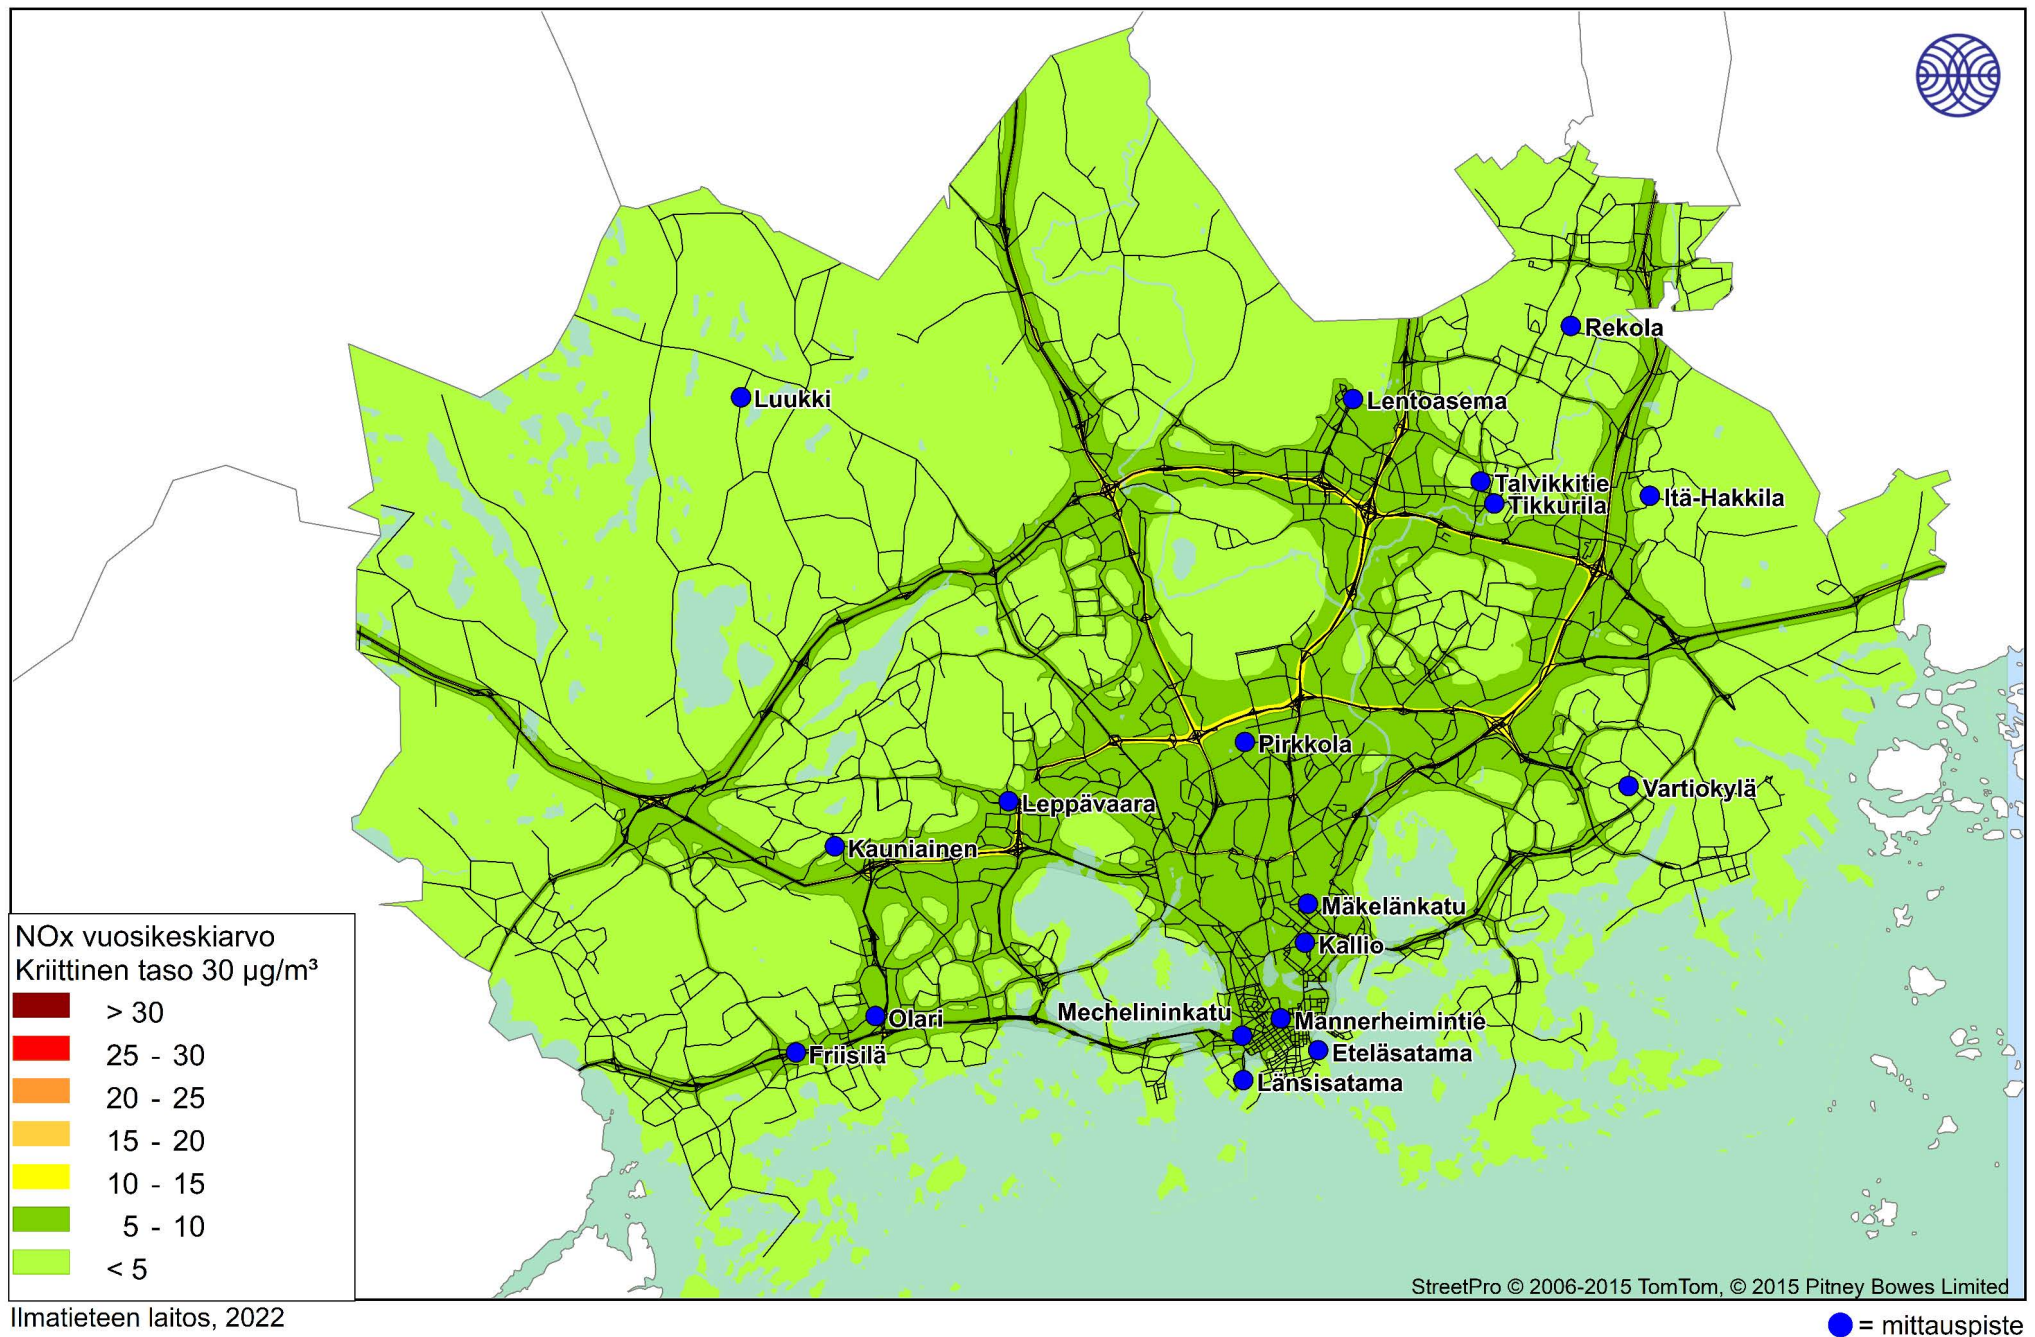 Rekola
Luukki
Lentoasema
Talvikkitie
Tikkurila
Itä-Hakkila
Pirkkola
Vartiokylä
Leppävaara
Kauniainen
Mäkelänkatu
Kallio
Mechelininkatu
Mannerheimintie
Olari
Eteläsatama
Friisilä
Länsisatama
NOx vuosikeskiarvo
Kriittinen taso 30 µg/m³
> 30
25 - 30
20 - 25
15 - 20
10 - 15
5 - 10
< 5
StreetPro © 2006-2015 TomTom, © 2015 Pitney Bowes Limited
Ilmatieteen laitos, 2022
= mittauspiste